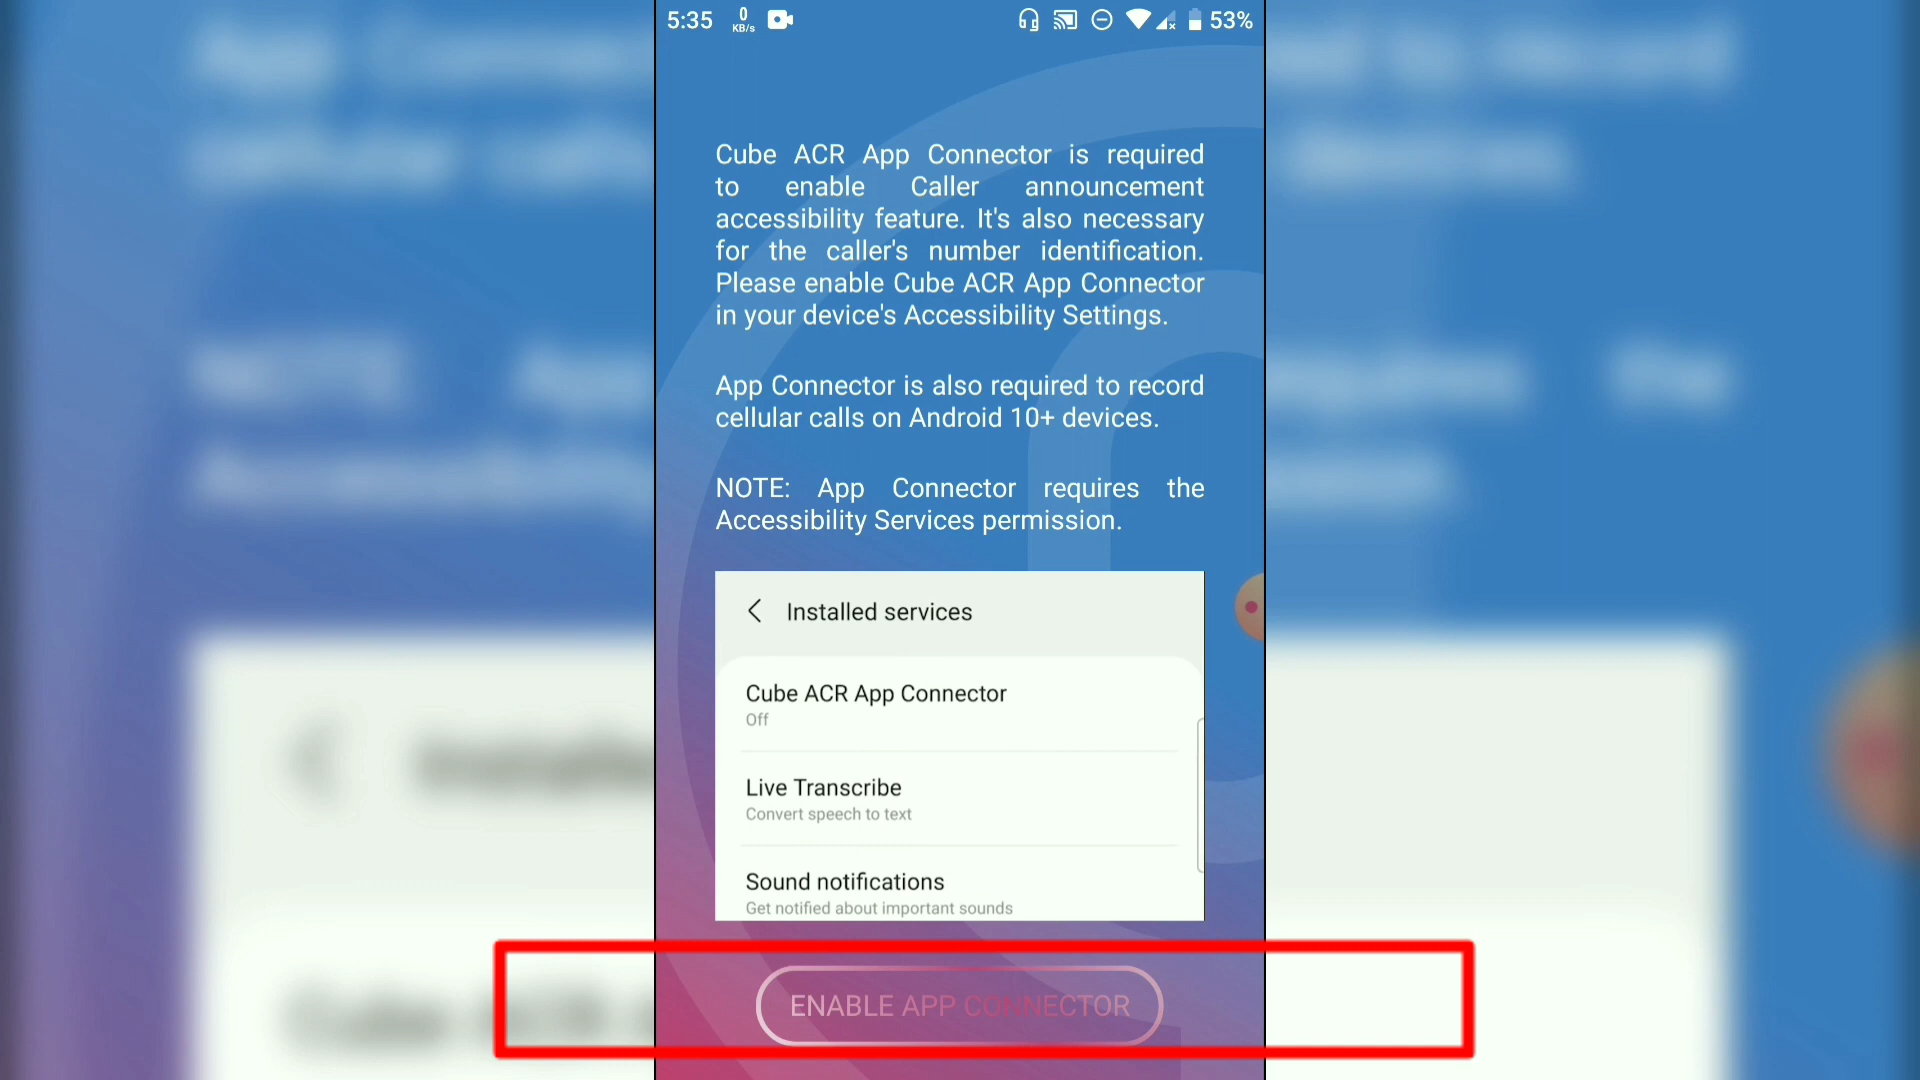 5:35 0 KB/s 53%
Cube ACR App Connector is required
to enable Caller announcement
accessibility feature. It's also necessary
for the caller's number identification.
Please enable Cube ACR App Connector
in your device's Accessibility Settings.
App Connector is also required to record
cellular calls on Android 10+ devices.
NOTE: App Connector requires the
Accessibility Services permission.
Installed services
Cube ACR App Connector
Off
Live Transcribe
Convert speech to text
Sound notifications
Get notified about important sounds
ENABLE APP CONNECTOR